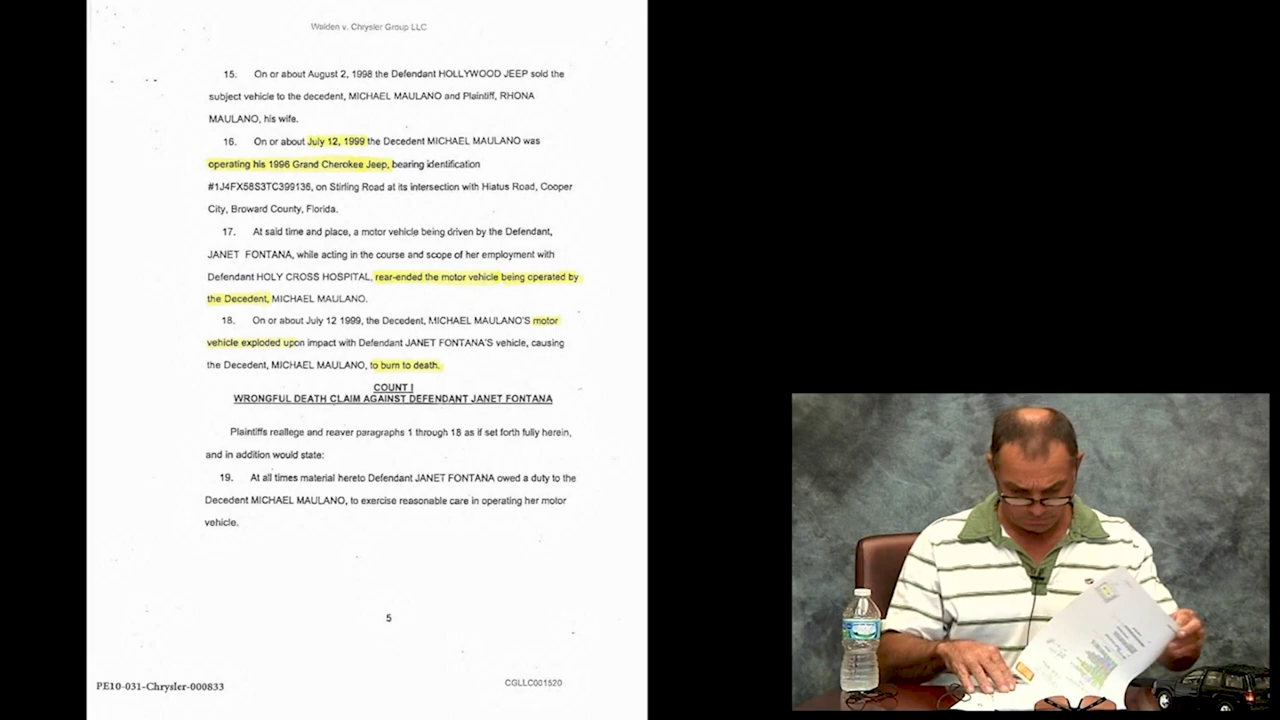 Walden v. Chrysler Group LLC
15. On or about August 2, 1998 the Defendant HOLLYWOOD JEEP sold the
subject vehicle to the decedent, MICHAEL MAULANO and Plaintiff, RHONA
MAULANO, his wife.
16. On or about July 12, 1999 the Decedent MICHAEL MAULANO was
operating his 1996 Grand Cherokee Jeep, bearing identification
#1J4FX58S3TC399136, on Stirling Road at its intersection with Hiatus Road, Cooper
City, Broward County, Florida.
17. At said time and place, a motor vehicle being driven by the Defendant,
JANET FONTANA, while acting in the course and scope of her employment with
Defendant HOLY CROSS HOSPITAL, rear-ended the motor vehicle being operated by
the Decedent, MICHAEL MAULANO.
18. On or about July 12 1999, the Decedent, MICHAEL MAULANO'S motor
vehicle exploded upon impact with Defendant JANET FONTANA'S vehicle, causing
the Decedent, MICHAEL MAULANO, to burn to death.
COUNT I
WRONGFUL DEATH CLAIM AGAINST DEFENDANT JANET FONTANA
Plaintiffs reallege and reaver paragraphs 1 through 18 as if set forth fully herein,
and in addition would state:
19. At all times material hereto Defendant JANET FONTANA owed a duty to the
Decedent MICHAEL MAULANO, to exercise reasonable care in operating her motor
vehicle.
5
PE10-031-Chrysler-000833
CGLLC001520